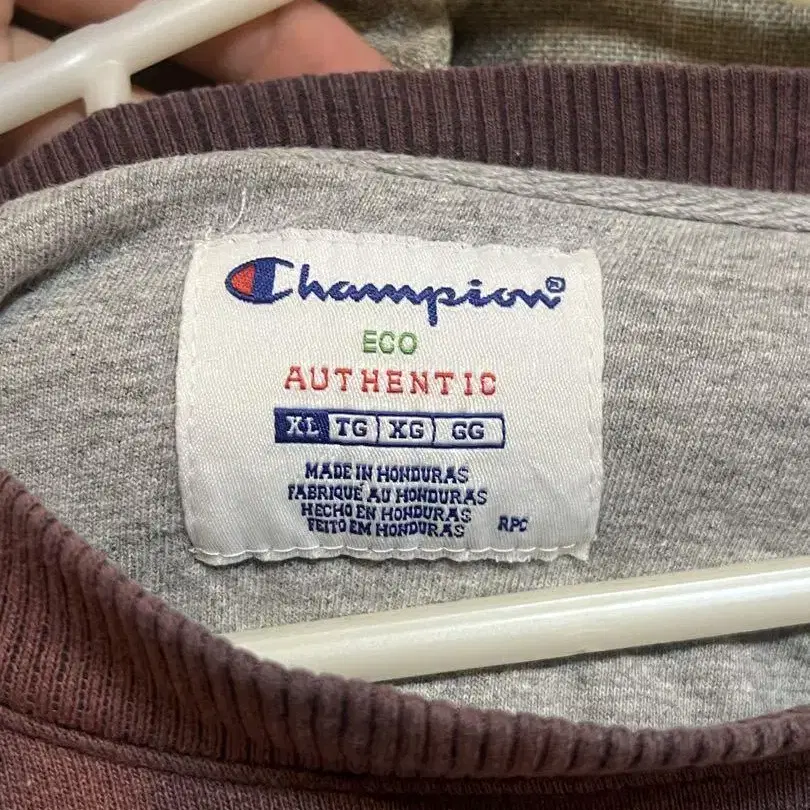 Champion®
ECO
AUTHENTIC
XL TG XG GG
MADE IN HONDURAS
FABRIQUÉ AU HONDURAS
HECHO EN HONDURAS
FEITO EM HONDURAS RPC